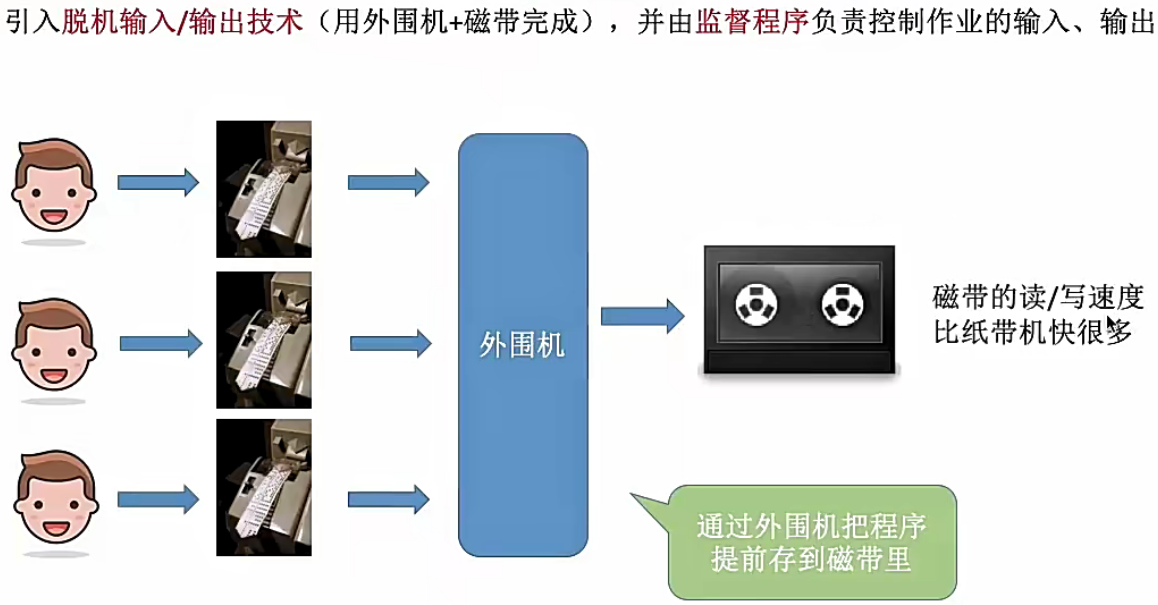 引入脱机输入/输出技术（用外围机+磁带完成），并由监督程序负责控制作业的输入、输出
外围机
磁带的读/写速度
比纸带机快很多
通过外围机把程序
提前存到磁带里